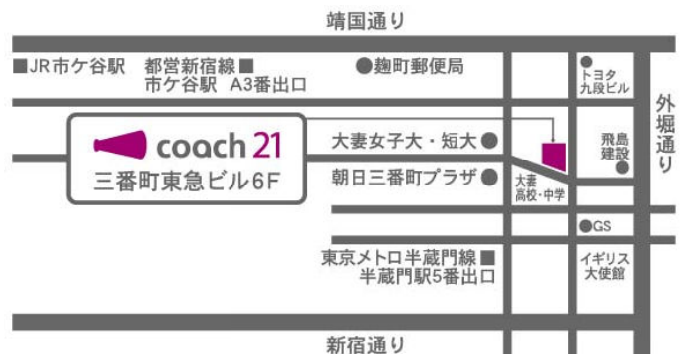 靖国通り
■JR市ケ谷駅
都営新宿線■
市ケ谷駅 A3番出口
●麹町郵便局
●
トヨタ
九段ビル
外堀通り
coach 21
三番町東急ビル6F
大妻女子大・短大●
朝日三番町プラザ●
大妻
高校・中学
飛島
建設
●
●GS
東京メトロ半蔵門線■
半蔵門駅5番出口
イギリス
大使館
新宿通り